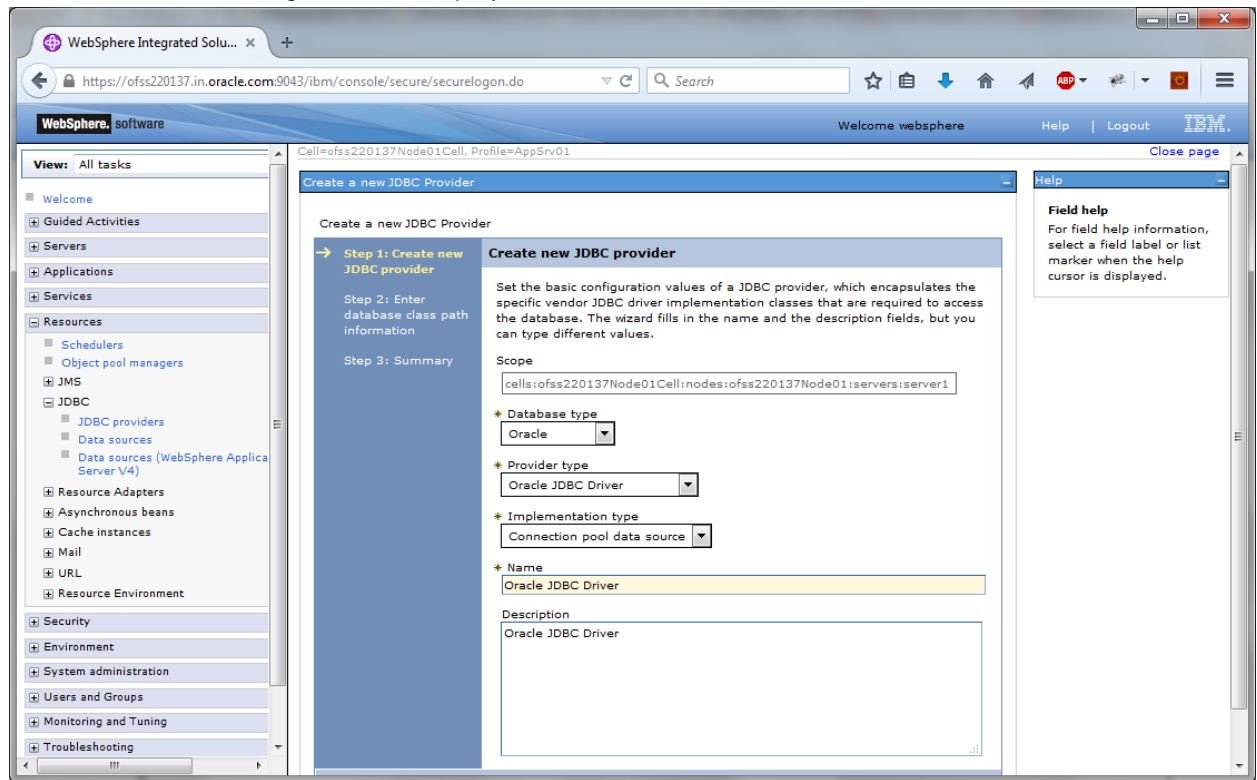 WebSphere Integrated Solu...
https://ofss220137.in.oracle.com:9043/ibm/console/secure/securelogon.do
Search
ABP
WebSphere. software
Welcome websphere
Help | Logout
IBM.
View: All tasks
Welcome
Guided Activities
Servers
Applications
Services
Resources
Schedulers
Object pool managers
JMS
JDBC
JDBC providers
Data sources
Data sources (WebSphere Applica
Server V4)
Resource Adapters
Asynchronous beans
Cache instances
Mail
URL
Resource Environment
Security
Environment
System administration
Users and Groups
Monitoring and Tuning
Troubleshooting
Cell=ofss220137Node01Cell, Profile=AppSrv01
Close page
Create a new JDBC Provider
Create a new JDBC Provider
Step 1: Create new
JDBC provider
Step 2: Enter
database class path
information
Step 3: Summary
Create new JDBC provider
Set the basic configuration values of a JDBC provider, which encapsulates the
specific vendor JDBC driver implementation classes that are required to access
the database. The wizard fills in the name and the description fields, but you
can type different values.
Scope
cells:ofss220137Node01Cell:nodes:ofss220137Node01:servers:server1
* Database type
Oracle
* Provider type
Oracle JDBC Driver
* Implementation type
Connection pool data source
* Name
Oracle JDBC Driver
Description
Oracle JDBC Driver
Help
Field help
For field help information,
select a field label or list
marker when the help
cursor is displayed.